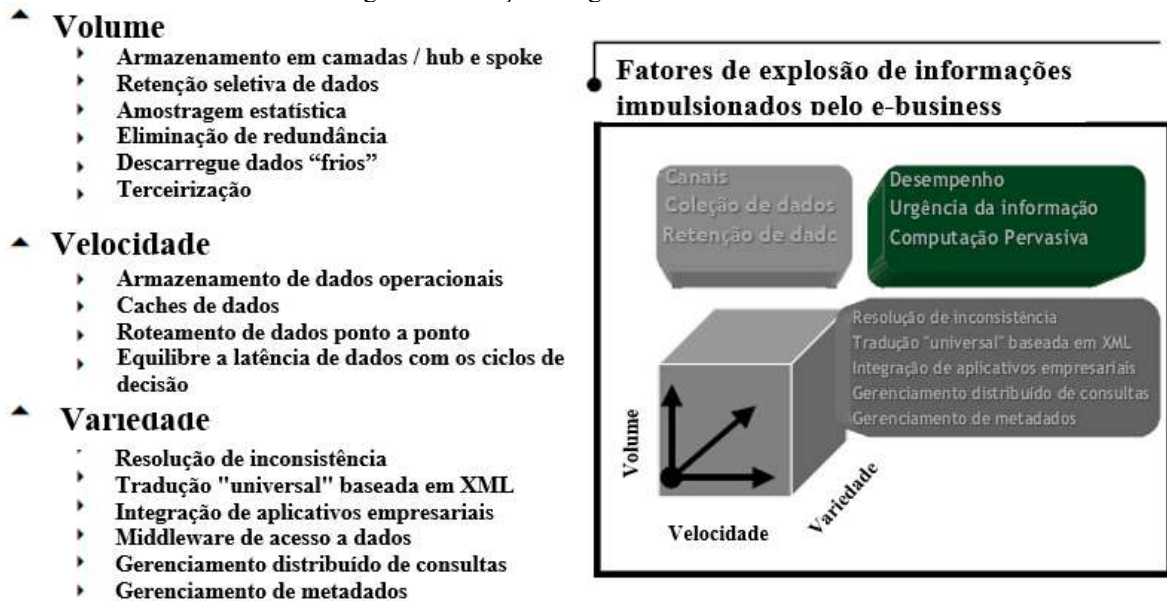 Volume
Armazenamento em camadas / hub e spoke
Retenção seletiva de dados
Amostragem estatística
Eliminação de redundância
Descarregue dados “frios”
Terceirização
Velocidade
Armazenamento de dados operacionais
Caches de dados
Roteamento de dados ponto a ponto
Equilibre a latência de dados com os ciclos de
decisão
Variedade
Resolução de inconsistência
Tradução "universal" baseada em XML
Integração de aplicativos empresariais
Middleware de acesso a dados
Gerenciamento distribuído de consultas
Gerenciamento de metadados
Fatores de explosão de informações
impulsionados pelo e-business
Canais
Coleção de dados
Retenção de dado
Desempenho
Urgência da informação
Computação Pervasiva
Resolução de inconsistência
Tradução "universal" baseada em XML
Integração de aplicativos empresariais
Gerenciamento distribuído de consultas
Gerenciamento de metadados
Volume
Velocidade
Variedade